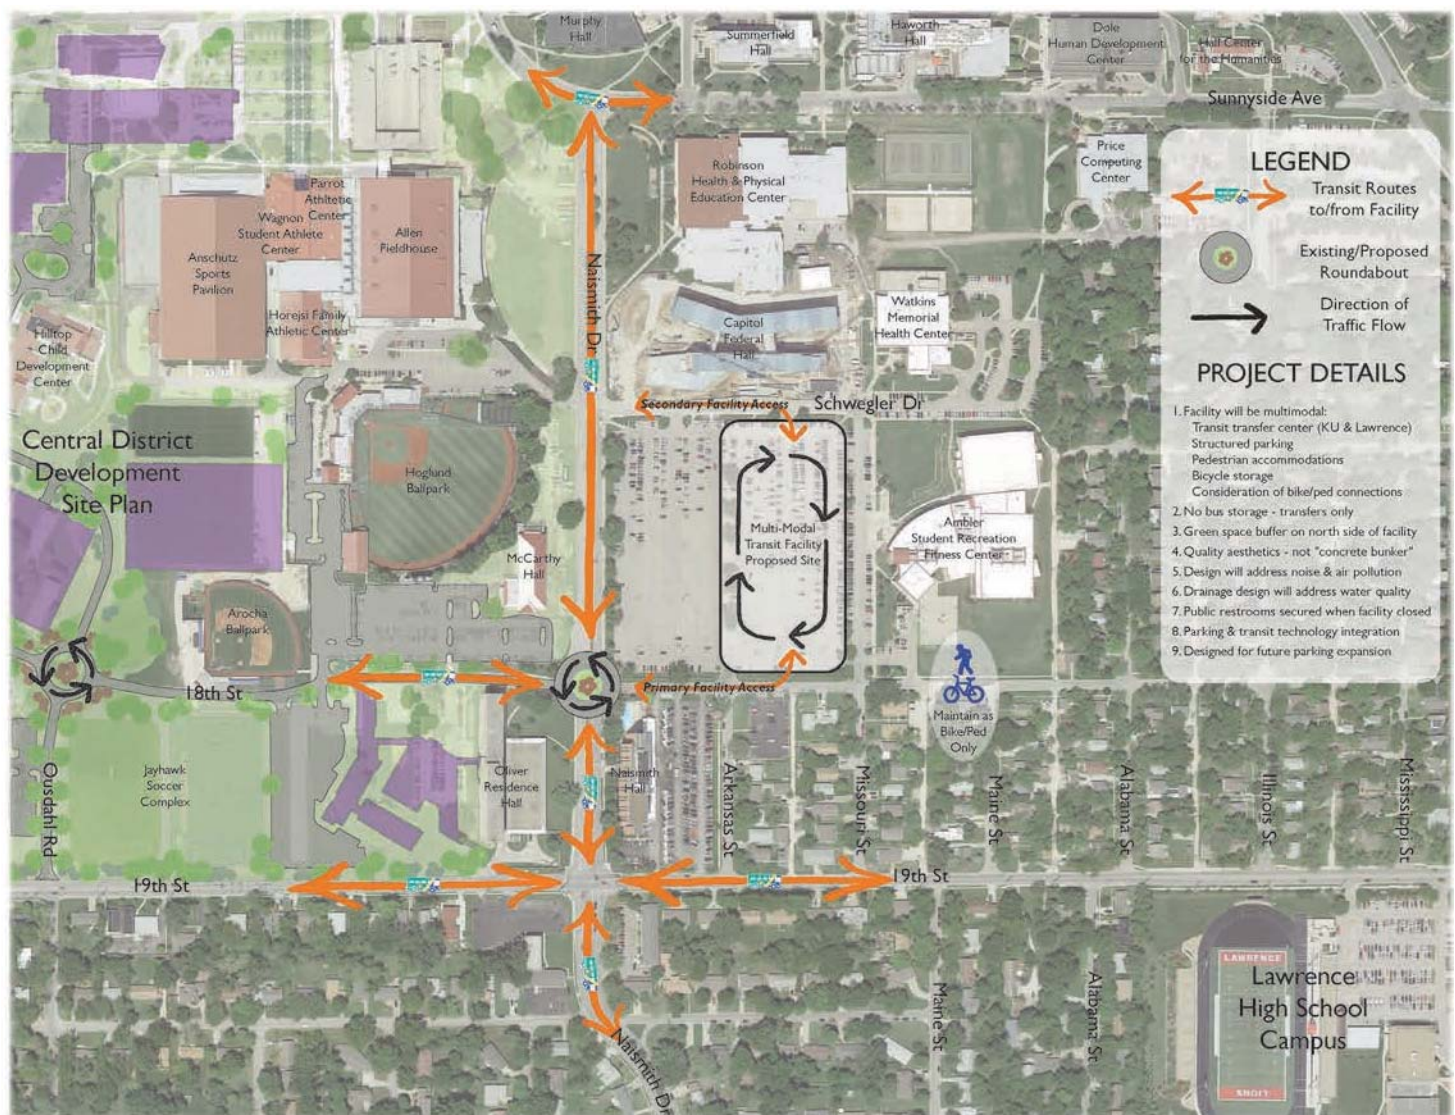 Murphy
Hall
Summerfield
Hall
Haworth
Hall
Dole
Human Development
Center
Hall Center
for the Humanities
Sunnyside Ave
LEGEND
Transit Routes
to/from Facility
Existing/Proposed
Roundabout
Direction of
Traffic Flow
PROJECT DETAILS
1. Facility will be multimodal:
Transit transfer center (KU & Lawrence)
Structured parking
Pedestrian accommodations
Bicycle storage
Consideration of bike/ped connections
2. No bus storage - transfers only
3. Green space buffer on north side of facility
4. Quality aesthetics - not "concrete bunker"
5. Design will address noise & air pollution
6. Drainage design will address water quality
7. Public restrooms secured when facility closed
8. Parking & transit technology integration
9. Designed for future parking expansion
Robinson
Health & Physical
Education Center
Price
Computing
Center
Parrot
Athltetic
Center
Wagnon
Student Athlete
Center
Allen
Fieldhouse
Anschutz
Sports
Pavilion
Horejsi Family
Athletic Center
Hilltop
Child
Development
Center
Naismith Dr
Capitol
Federal
Hall
Watkins
Memorial
Health Center
Secondary Facility Access
Schwegler Dr
Central District
Development
Site Plan
Hoglund
Ballpark
McCarthy
Hall
Multi-Modal
Transit Facility
Proposed Site
Ambler
Student Recreation
Fitness Center
Arocha
Ballpark
18th St
Primary Facility Access
Maintain as
Bike/Ped
Only
Ousdahl Rd
Jayhawk
Soccer
Complex
Oliver
Residence
Hall
Naismith
Hall
Arkansas St
Missouri St
Maine St
Alabama St
Illinois St
Mississippi St
19th St
19th St
Naismith Dr
Maine St
Alabama St
LAWRENCE
LIONS
Lawrence
High School
Campus